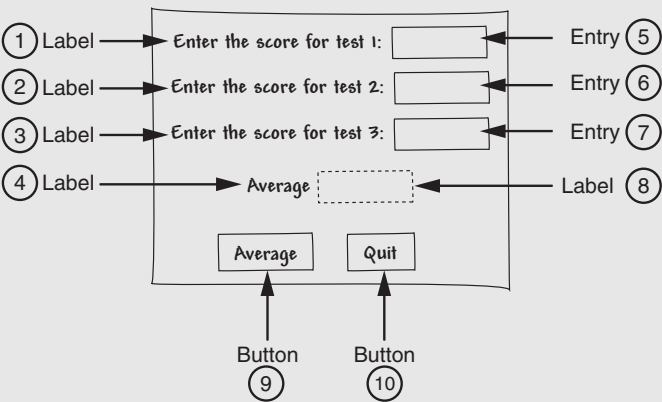 1 Label Enter the score for test 1: Entry 5
2 Label Enter the score for test 2: Entry 6
3 Label Enter the score for test 3: Entry 7
4 Label Average Label 8
Average Quit
Button Button
9 10